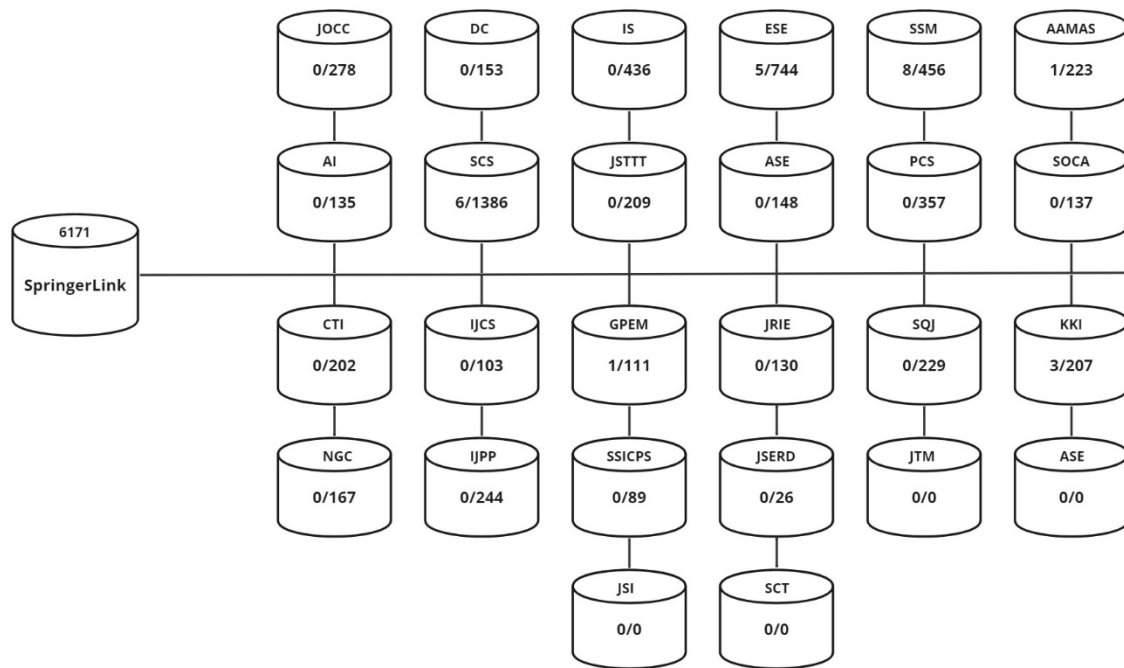 JOCC
0/278
DC
0/153
IS
0/436
ESE
5/744
SSM
8/456
AAMAS
1/223
AI
0/135
SCS
6/1386
JSTTT
0/209
ASE
0/148
PCS
0/357
SOCA
0/137
6171
SpringerLink
CTI
0/202
IJCS
0/103
GPEM
1/111
JRIE
0/130
SQJ
0/229
KKI
3/207
NGC
0/167
IJPP
0/244
SSICPS
0/89
JSERD
0/26
JTM
0/0
ASE
0/0
JSI
0/0
SCT
0/0